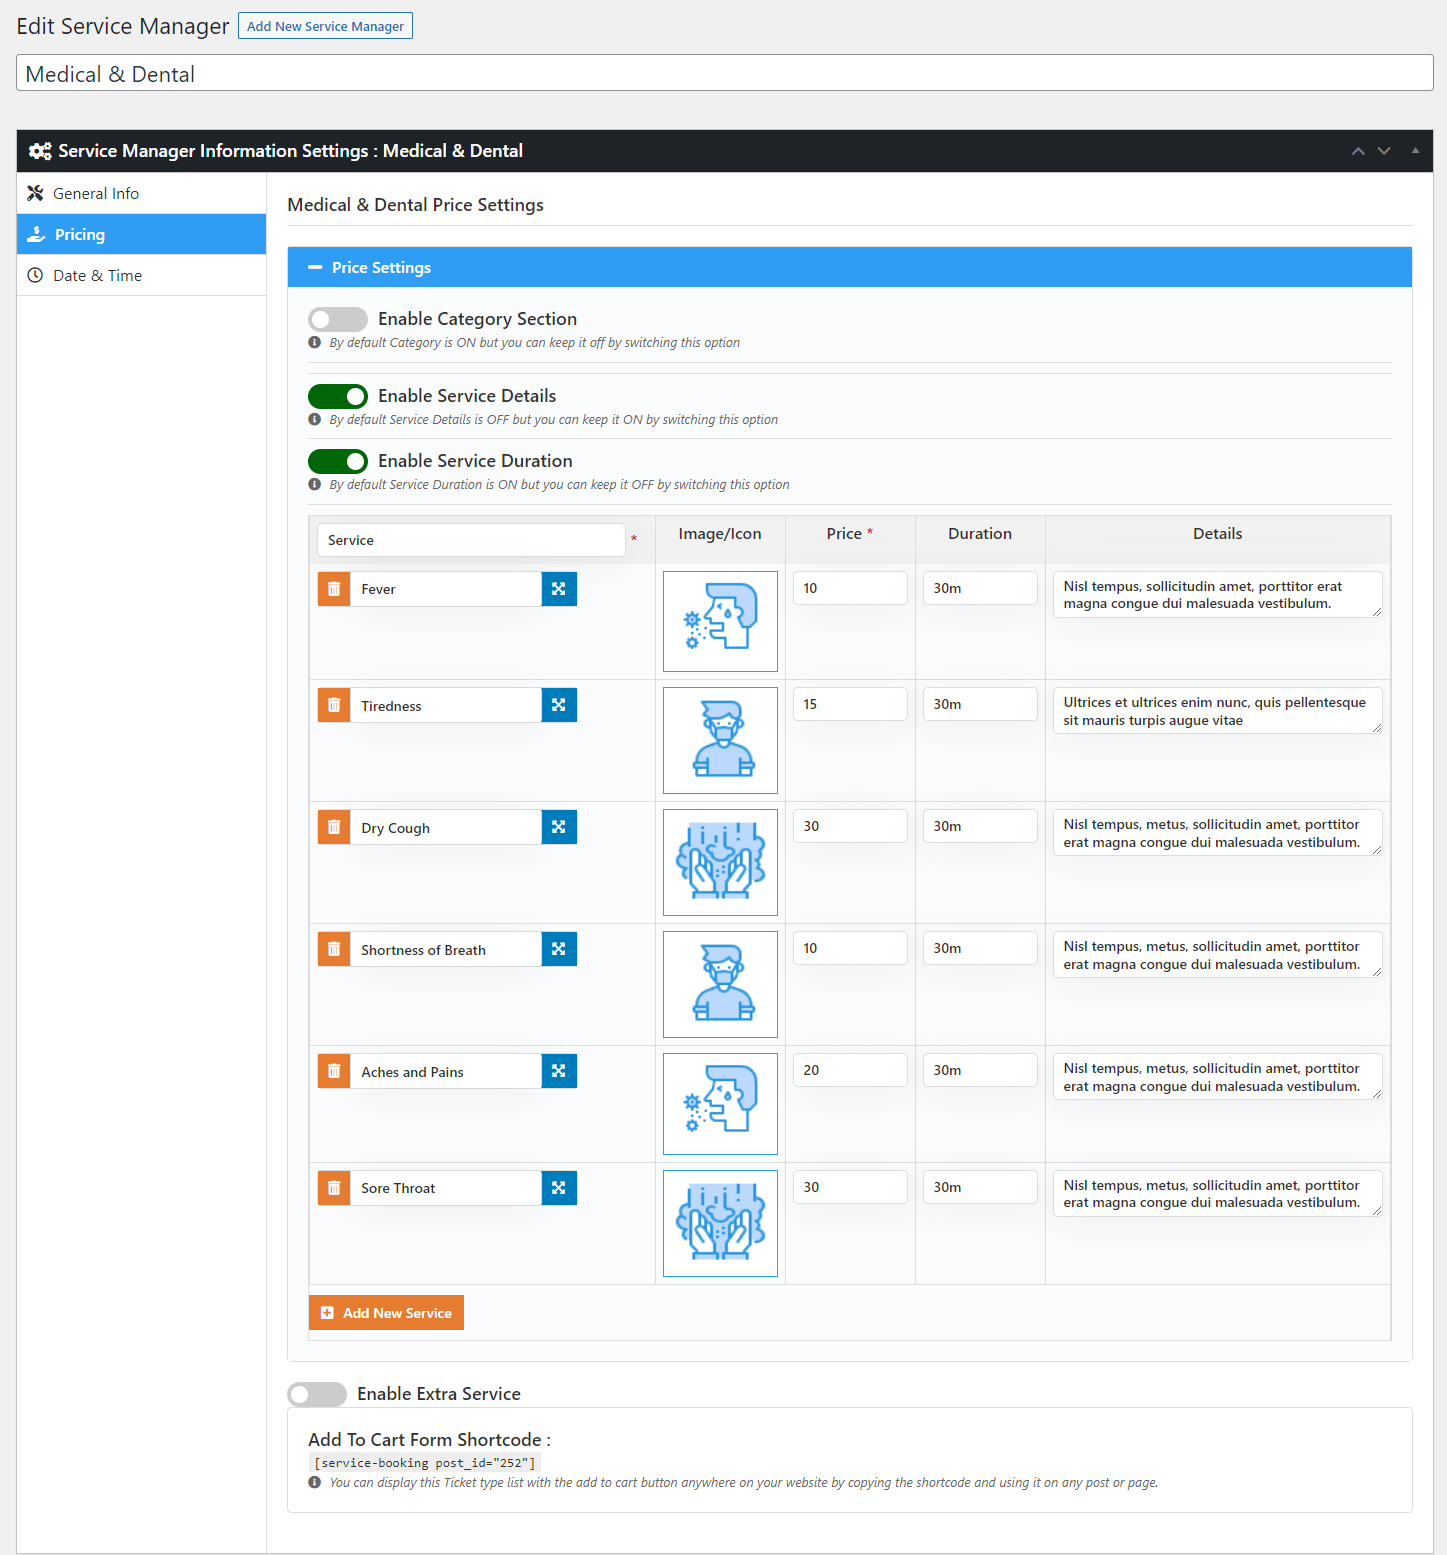 Edit Service Manager
Add New Service Manager
Medical & Dental
Service Manager Information Settings : Medical & Dental
General Info
Pricing
Date & Time
Medical & Dental Price Settings
Price Settings
Enable Category Section
By default Category is ON but you can keep it off by switching this option
Enable Service Details
By default Service Details is OFF but you can keep it ON by switching this option
Enable Service Duration
By default Service Duration is ON but you can keep it OFF by switching this option
Service * Image/Icon Price * Duration Details
Fever 10 30m Nisl tempus, sollicitudin amet, porttitor erat
magna congue dui malesuada vestibulum.
Tiredness 15 30m Ultrices et ultrices enim nunc, quis pellentesque
sit mauris turpis augue vitae
Dry Cough 30 30m Nisl tempus, metus, sollicitudin amet, porttitor
erat magna congue dui malesuada vestibulum.
Shortness of Breath 10 30m Nisl tempus, metus, sollicitudin amet, porttitor
erat magna congue dui malesuada vestibulum.
Aches and Pains 20 30m Nisl tempus, metus, sollicitudin amet, porttitor
erat magna congue dui malesuada vestibulum.
Sore Throat 30 30m Nisl tempus, metus, sollicitudin amet, porttitor
erat magna congue dui malesuada vestibulum.
Add New Service
Enable Extra Service
Add To Cart Form Shortcode :
[service-booking post_id="252"]
You can display this Ticket type list with the add to cart button anywhere on your website by copying the shortcode and using it on any post or page.